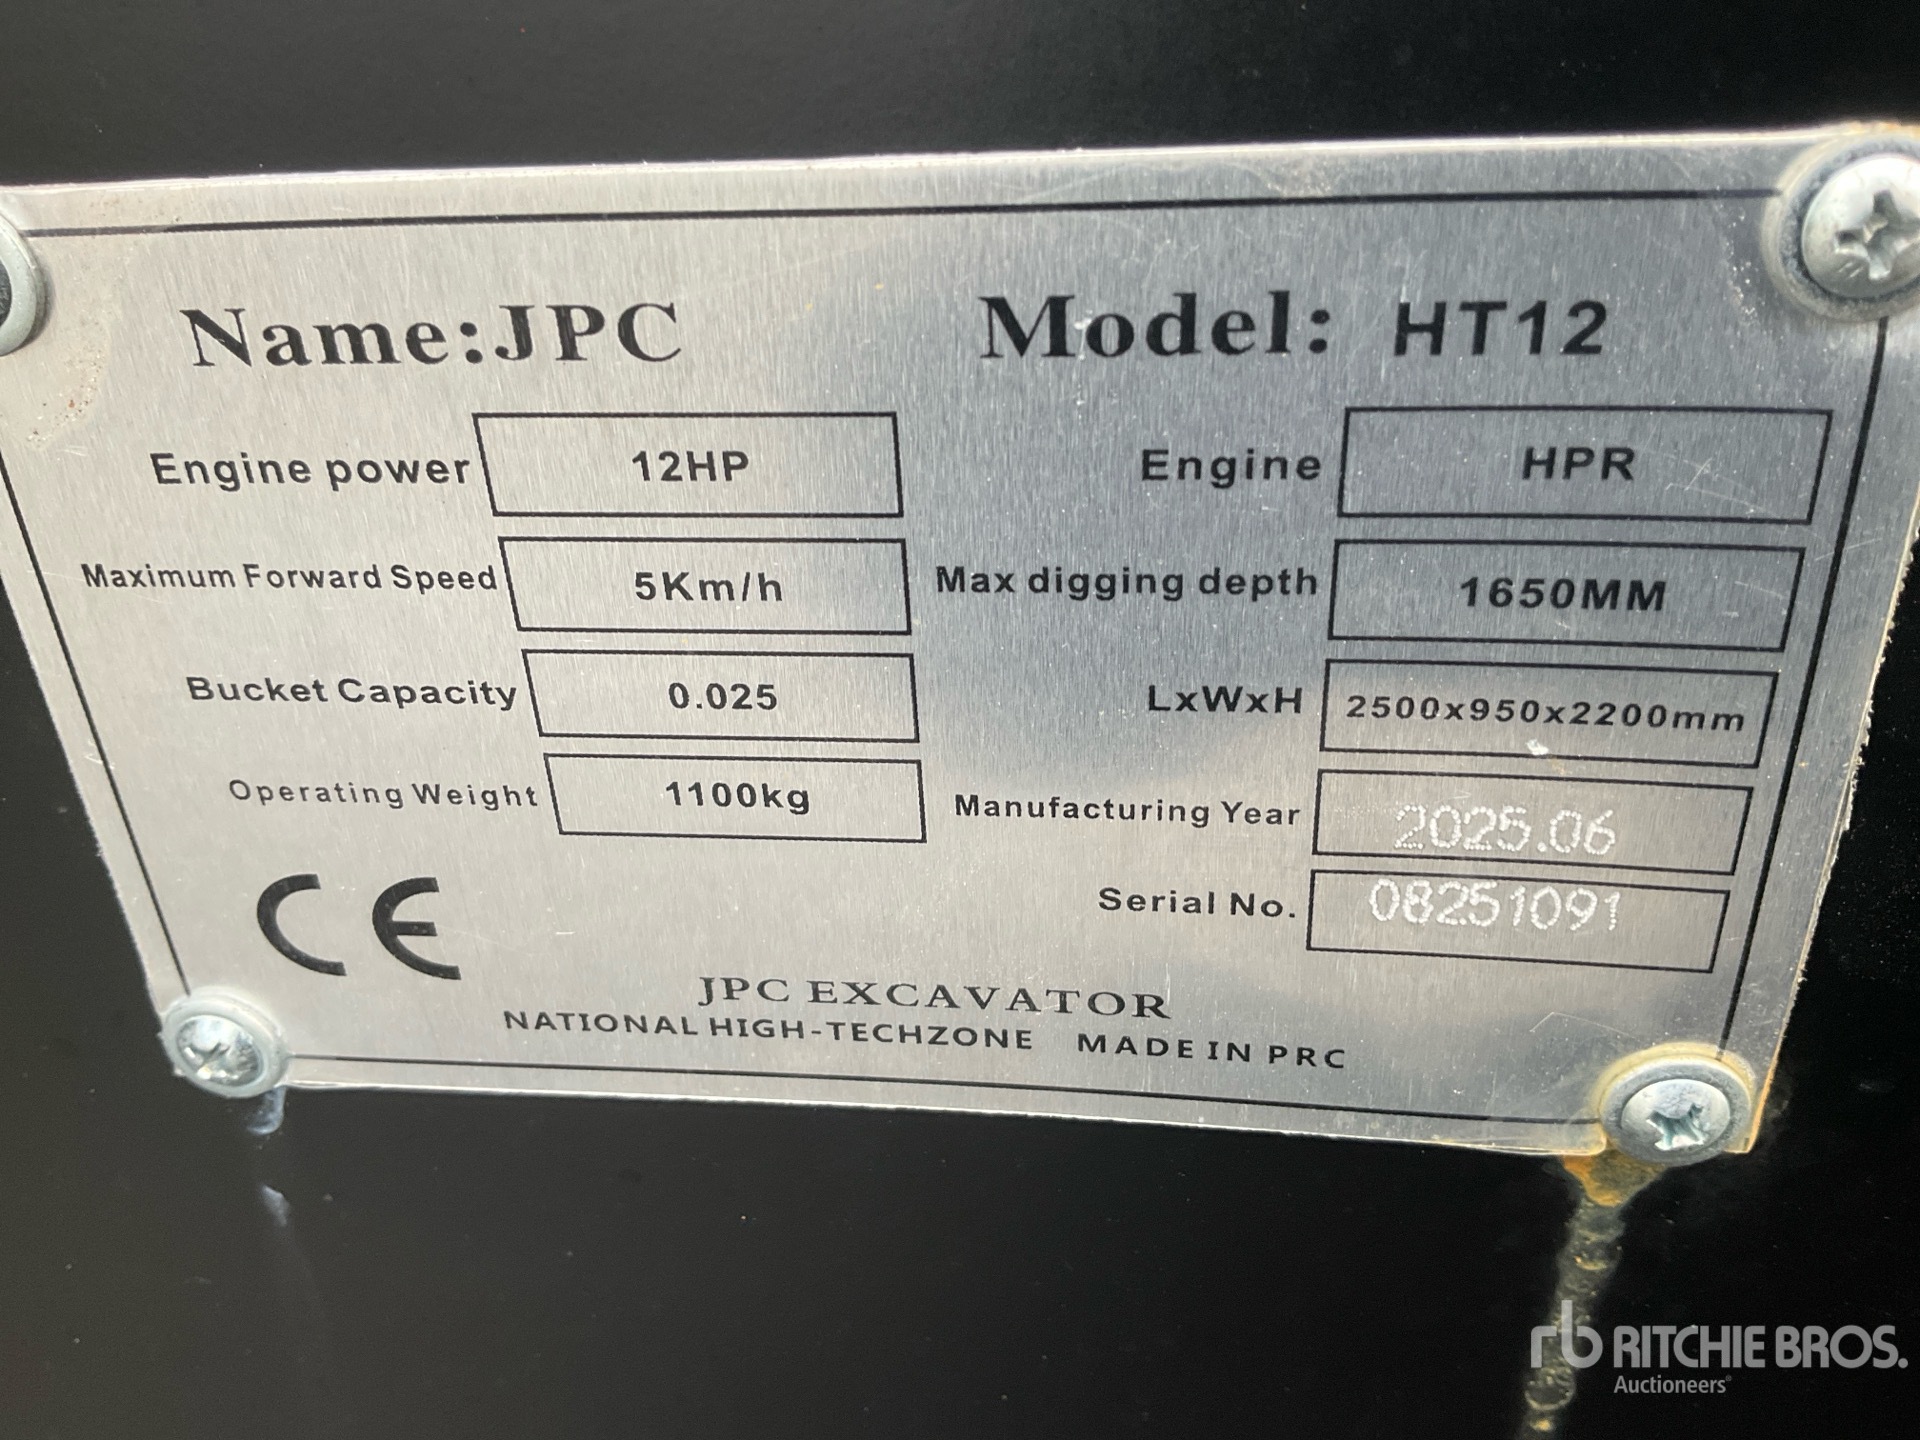 Name:JPC Model: HT12
Engine power 12HP Engine HPR
Maximum Forward Speed 5Km/h Max digging depth 1650MM
Bucket Capacity 0.025 LxWxH 2500x950x2200mm
Operating Weight 1100kg Manufacturing Year 2025.06
Serial No. 08251091
CE
JPC EXCAVATOR
NATIONAL HIGH-TECHZONE MADE IN PRC
rb RITCHIE BROS.
Auctioneers®